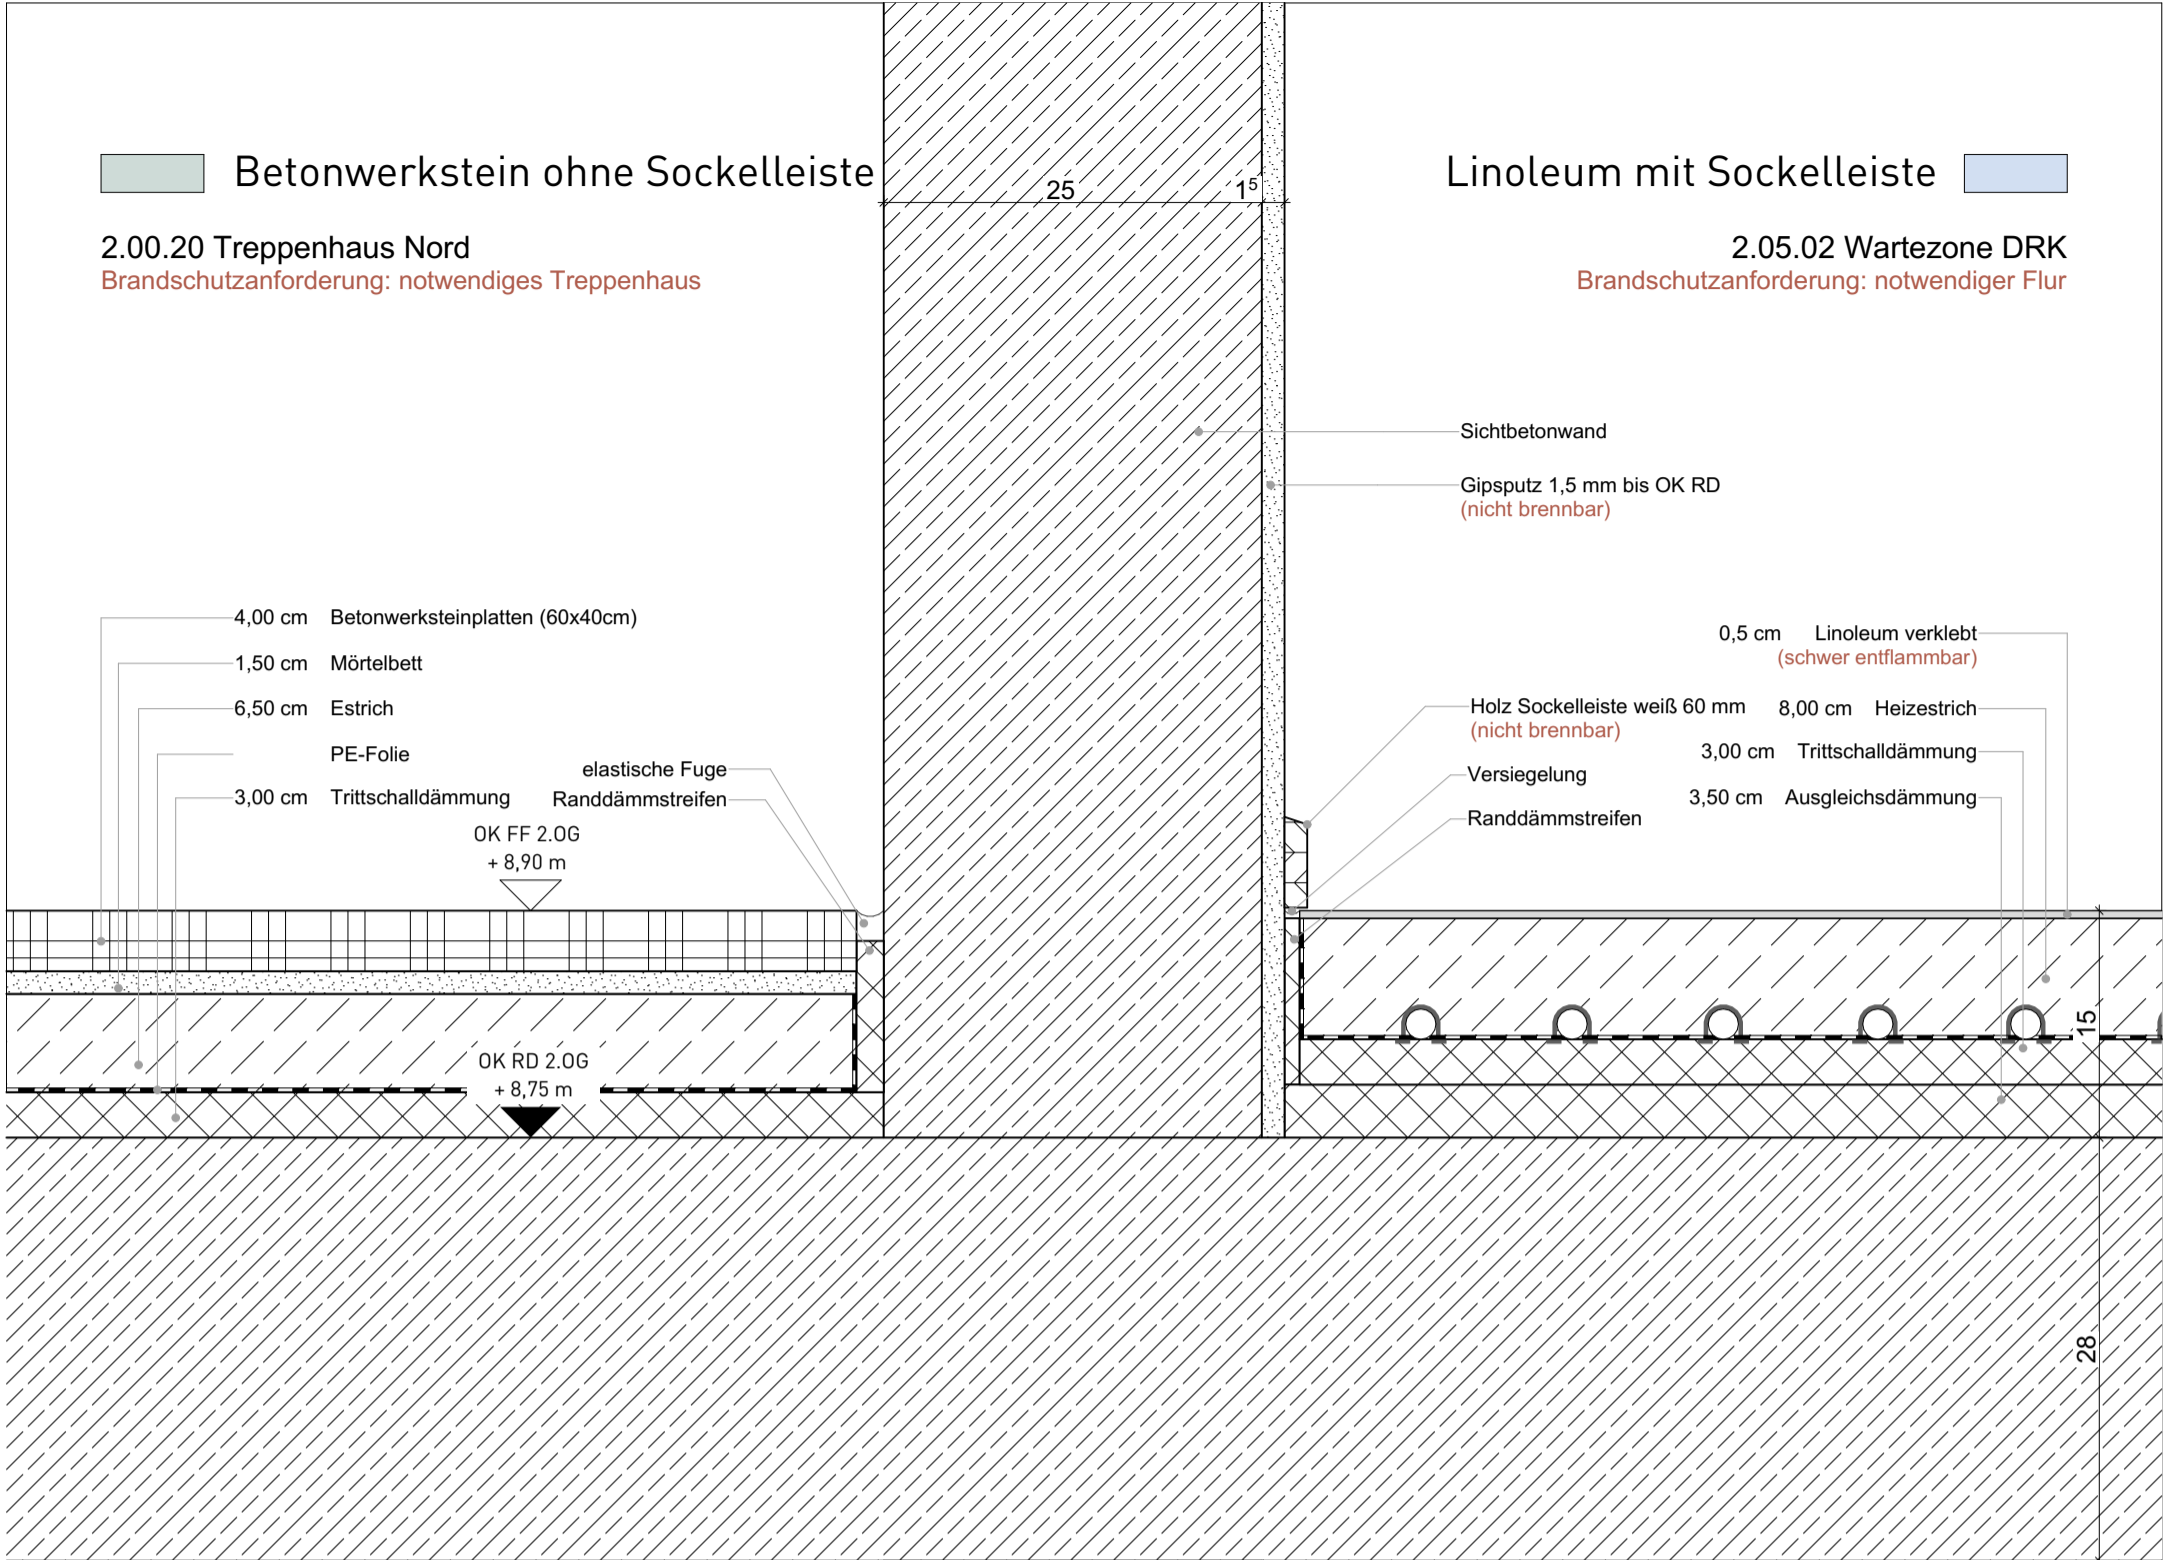 Betonwerkstein ohne Sockelleiste
2.00.20 Treppenhaus Nord
Brandschutzanforderung: notwendiges Treppenhaus
25
1⁵
Linoleum mit Sockelleiste
2.05.02 Wartezone DRK
Brandschutzanforderung: notwendiger Flur
Sichtbetonwand
Gipsputz 1,5 mm bis OK RD
(nicht brennbar)
4,00 cm Betonwerksteinplatten (60x40cm)
1,50 cm Mörtelbett
6,50 cm Estrich
PE-Folie
3,00 cm Trittschalldämmung
elastische Fuge
Randdämmstreifen
OK FF 2.OG
+ 8,90 m
OK RD 2.OG
+ 8,75 m
0,5 cm Linoleum verklebt
(schwer entflammbar)
Holz Sockelleiste weiß 60 mm
(nicht brennbar)
Versiegelung
Randdämmstreifen
8,00 cm Heizestrich
3,00 cm Trittschalldämmung
3,50 cm Ausgleichsdämmung
15
28